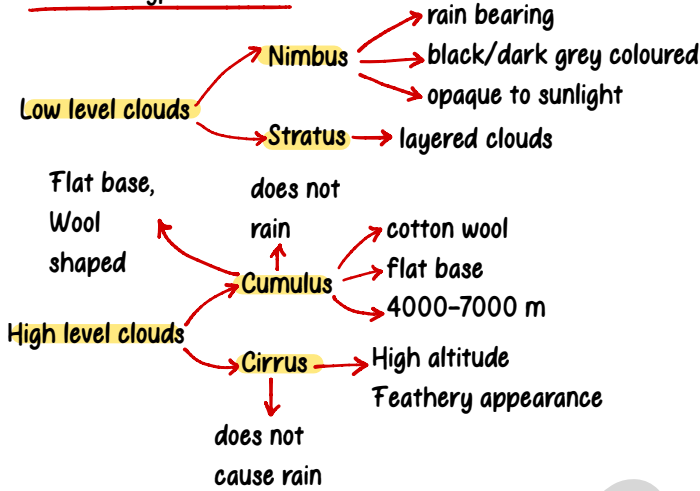 rain bearing
Nimbus
black/dark grey coloured
opaque to sunlight
Low level clouds
Stratus
layered clouds
Flat base,
Wool
shaped
does not
rain
cotton wool
flat base
Cumulus
4000-7000 m
High level clouds
Cirrus
High altitude
Feathery appearance
does not
cause rain